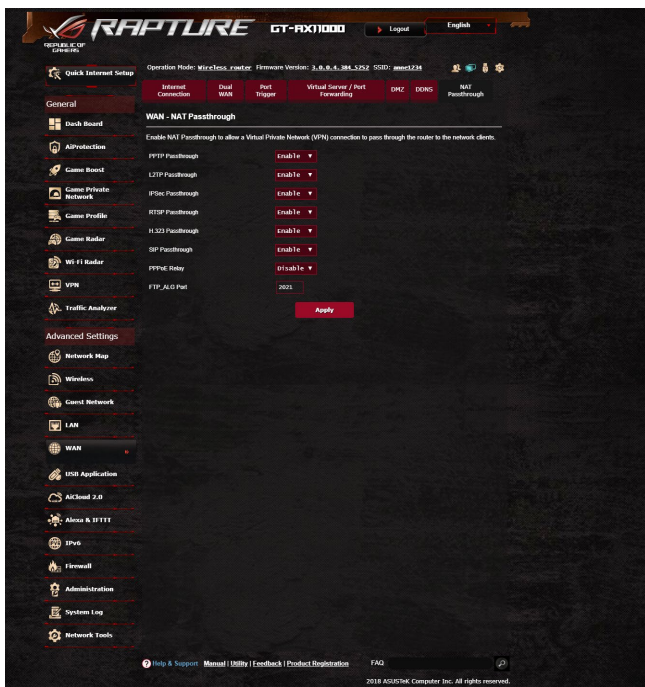 REPUBLIC OF GAMERS
RAPTURE GT-AX11000 Logout English
Operation Mode: Wireless router Firmware Version: 3.0.0.4.384_5252 SSID: anne1234
Quick Internet Setup
Internet Connection
Dual WAN
Port Trigger
Virtual Server / Port Forwarding
DMZ
DDNS
NAT Passthrough
General
Dash Board
AiProtection
Game Boost
Game Private Network
Game Profile
Game Radar
Wi-Fi Radar
VPN
Traffic Analyzer
Advanced Settings
Network Map
Wireless
Guest Network
LAN
WAN
USB Application
AiCloud 2.0
Alexa & IFTTT
IPv6
Firewall
Administration
System Log
Network Tools
WAN - NAT Passthrough
Enable NAT Passthrough to allow a Virtual Private Network (VPN) connection to pass through the router to the network clients.
PPTP Passthrough Enable
L2TP Passthrough Enable
IPSec Passthrough Enable
RTSP Passthrough Enable
H.323 Passthrough Enable
SIP Passthrough Enable
PPPoE Relay Disable
FTP_ALG Port 2021
Apply
Help & Support Manual | Utility | Feedback | Product Registration FAQ
2018 ASUSTeK Computer Inc. All rights reserved.